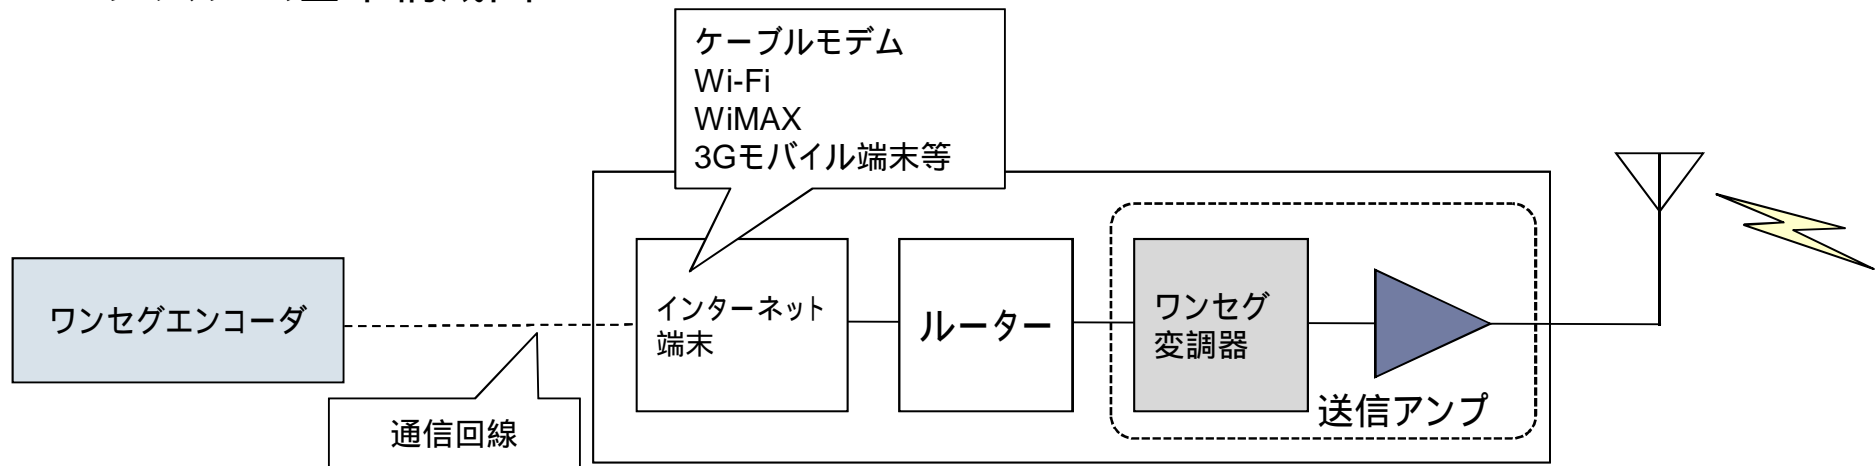 ケーブルモデム
Wi-Fi
WiMAX
3Gモバイル端末等
ワンセグエンコーダ
通信回線
インターネット
端末
ルーター
ワンセグ
変調器
送信アンプ